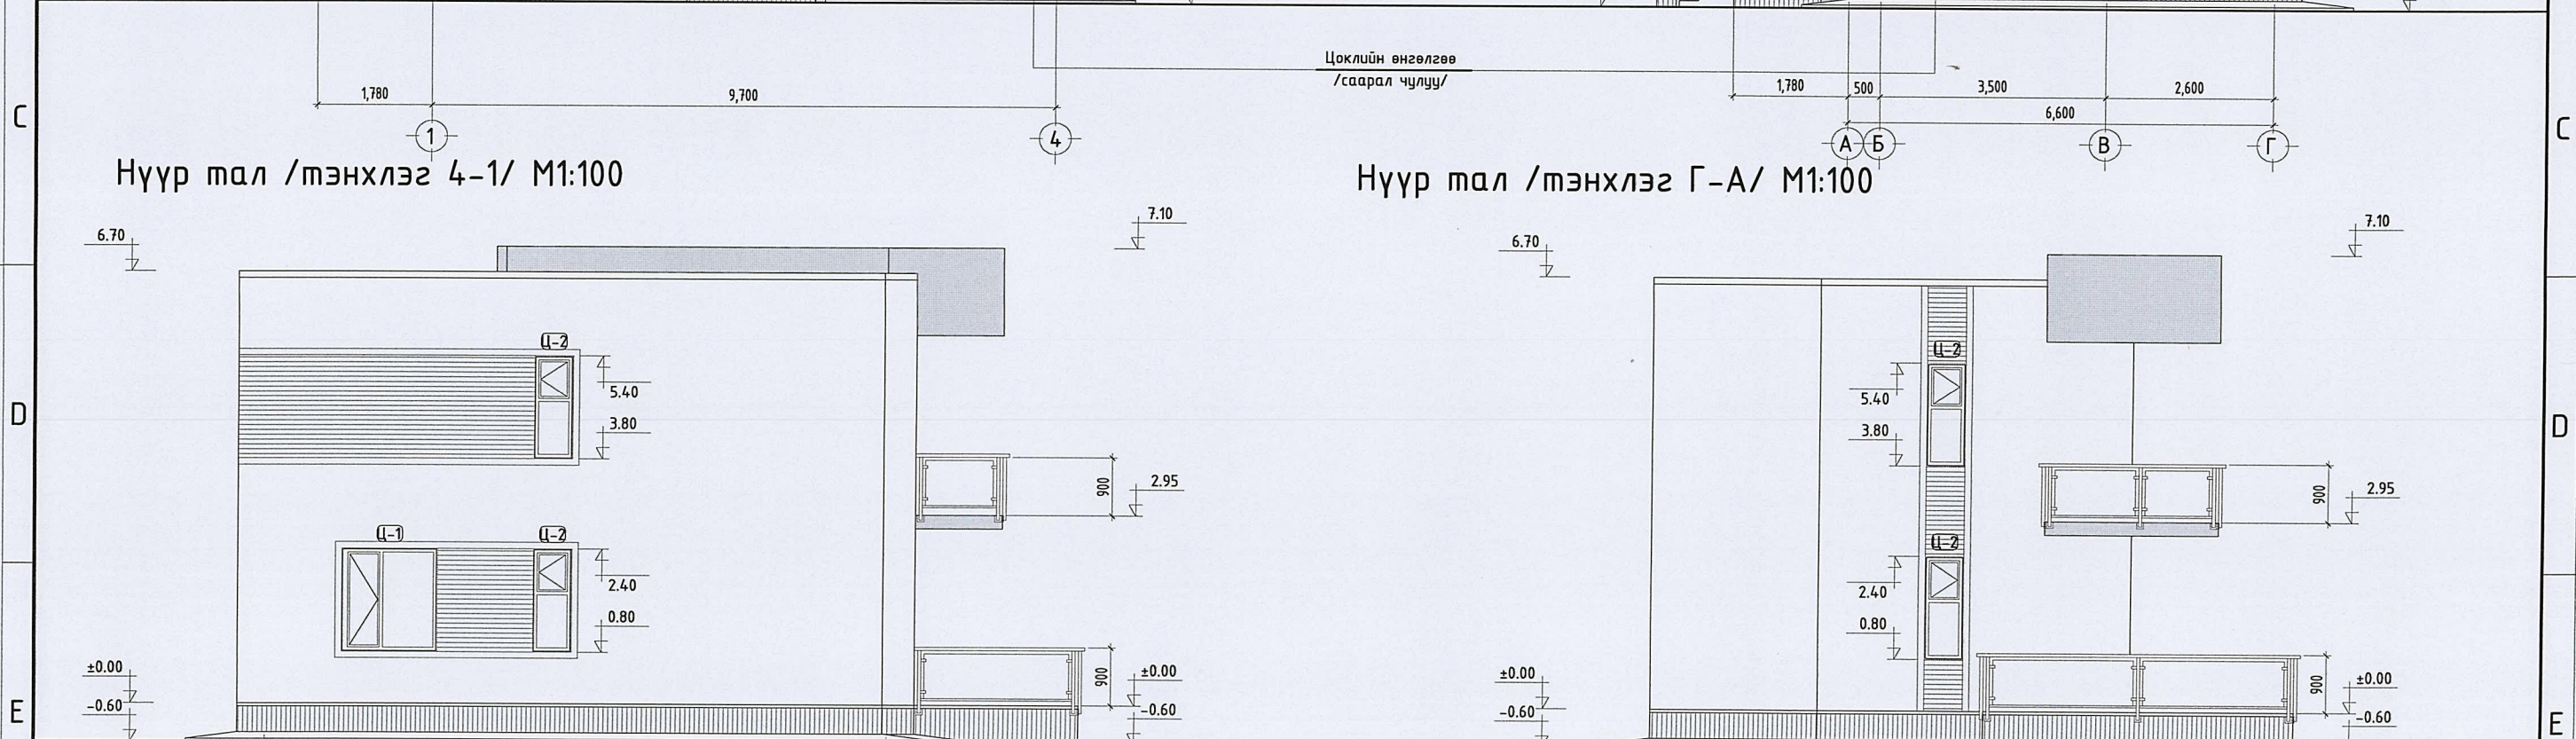 Цоклийн өнгөлгөө
/саарал чулуу/
1,780
9,700
1,780
500
3,500
2,600
6,600
1
4
А
Б
В
Г
C
C
Нүүр тал /тэнхлэг 4-1/ М1:100
Нүүр тал /тэнхлэг Г-А/ М1:100
6.70
7.10
6.70
7.10
Ц-2
5.40
3.80
Ц-2
5.40
3.80
D
D
900
2.95
900
2.95
Ц-1
Ц-2
2.40
0.80
Ц-2
2.40
0.80
±0.00
-0.60
900
±0.00
-0.60
±0.00
-0.60
900
±0.00
-0.60
E
E